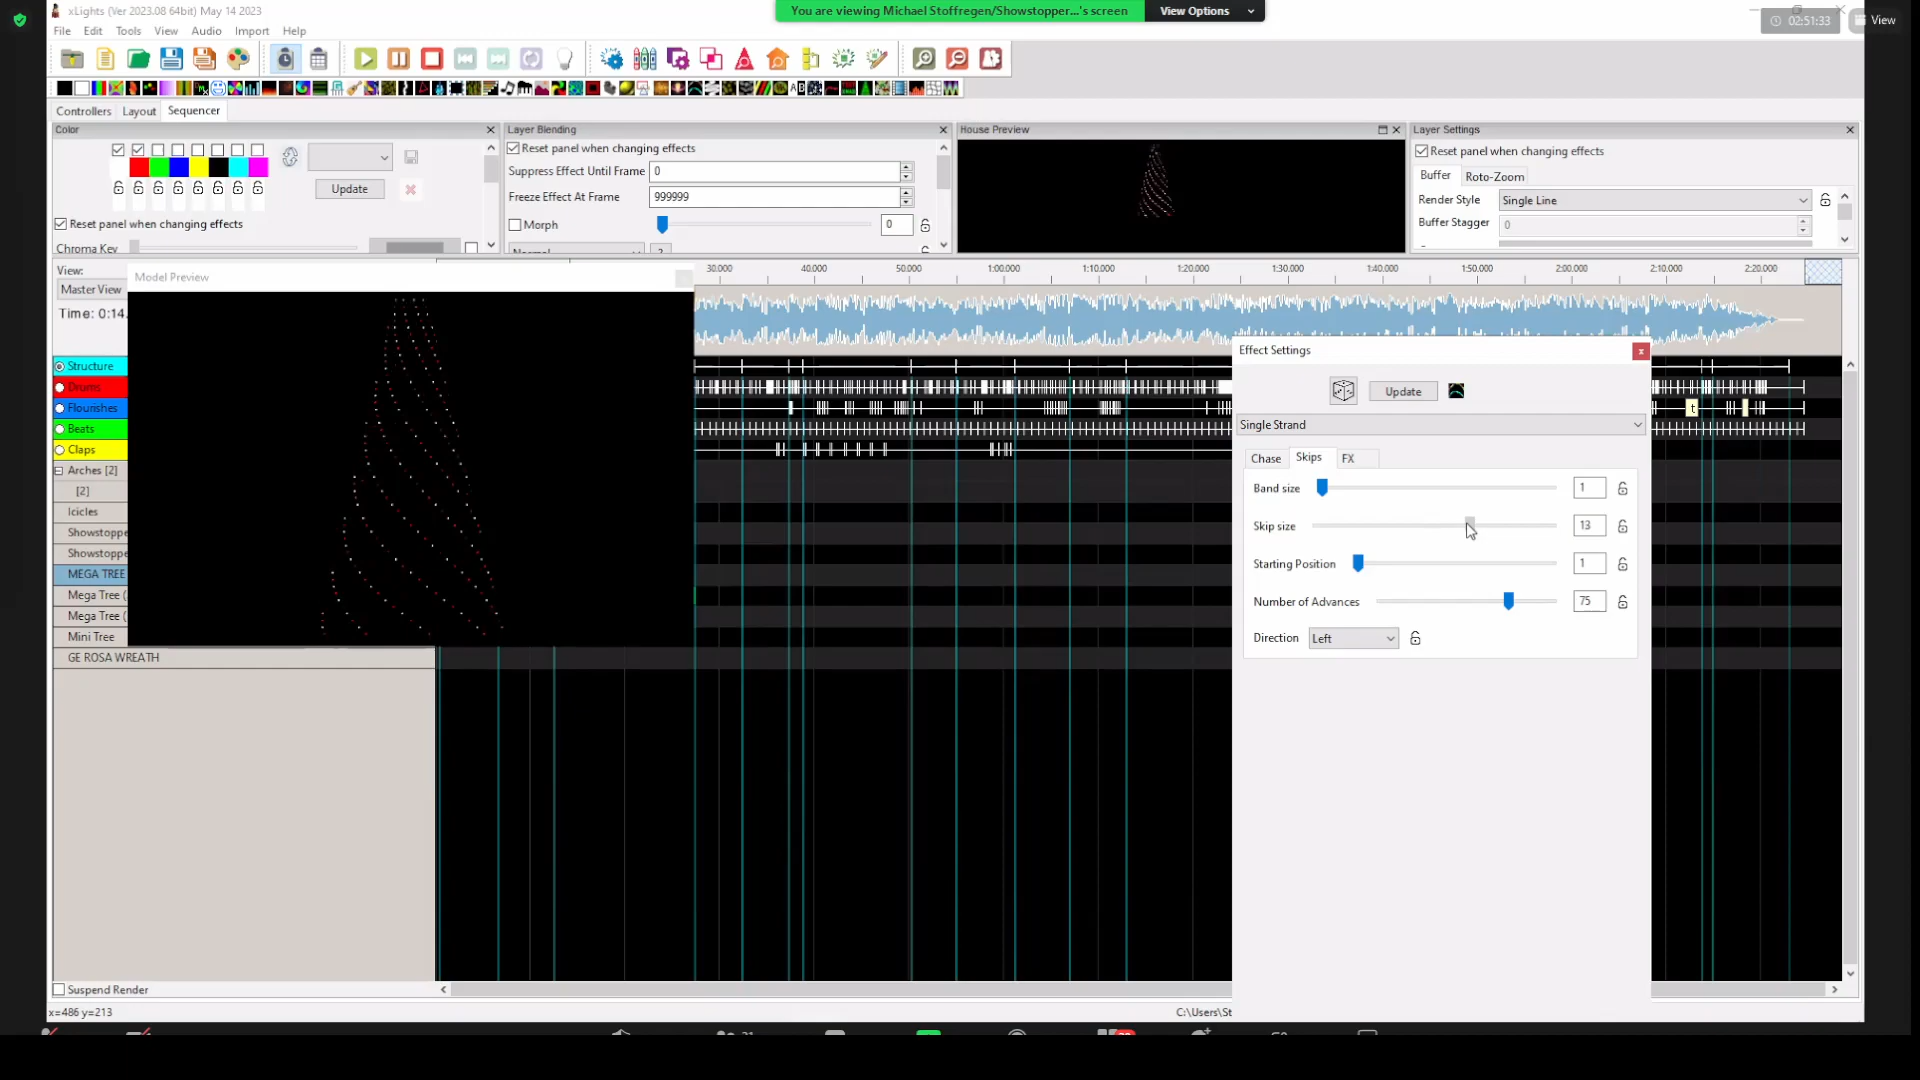 xLights (Ver 2023.08 64bit) May 14 2023
You are viewing Michael Stoffregen/Showstopper...'s screen
View Options
02:51:33
View
File Edit Tools View Audio Import Help
Controllers Layout Sequencer
Color
Update
Reset panel when changing effects
Chroma Key
Layer Blending
Reset panel when changing effects
Suppress Effect Until Frame 0
Freeze Effect At Frame 999999
Morph 0
Normal
House Preview
Layer Settings
Reset panel when changing effects
Buffer Roto-Zoom
Render Style Single Line
Buffer Stagger 0
View:
Master View
Time: 0:14.
Model Preview
30.000 40.000 50.000 1:00.000 1:10.000 1:20.000 1:30.000 1:40.000 1:50.000 2:00.000 2:10.000 2:20.000
Structure
Drums
Flourishes
t
Beats
Claps
Arches [2]
[2]
Icicles
Showstoppe
Showstoppe
MEGA TREE
Mega Tree (
Mega Tree (
Mini Tree
GE ROSA WREATH
Effect Settings
Update
Single Strand
Chase Skips FX
Band size 1
Skip size 13
Starting Position 1
Number of Advances 75
Direction Left
Suspend Render
x=486 y=213
C:\Users\St